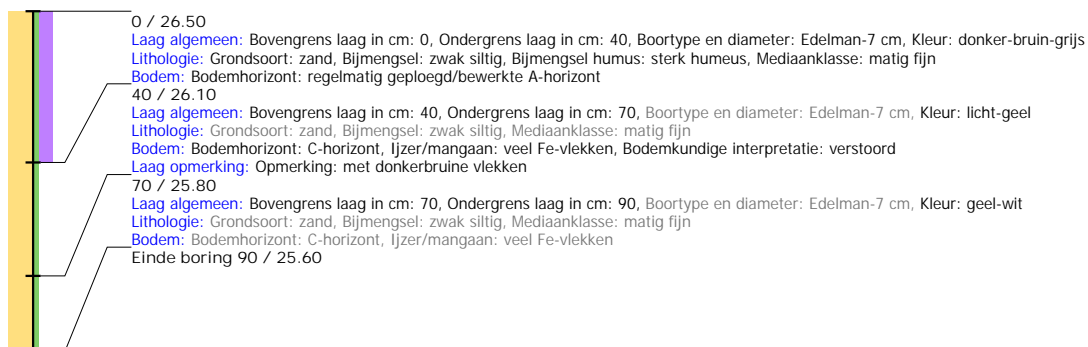 0 / 26.50
Laag algemeen: Bovengrens laag in cm: 0, Ondergrens laag in cm: 40, Boortype en diameter: Edelman-7 cm, Kleur: donker-bruin-grijs
Lithologie: Grondsoort: zand, Bijmengsel: zwak siltig, Bijmengsel humus: sterk humeus, Mediaanklasse: matig fijn
Bodem: Bodemhorizont: regelmatig geploegd/bewerkte A-horizont
40 / 26.10
Laag algemeen: Bovengrens laag in cm: 40, Ondergrens laag in cm: 70, Boortype en diameter: Edelman-7 cm, Kleur: licht-geel
Lithologie: Grondsoort: zand, Bijmengsel: zwak siltig, Mediaanklasse: matig fijn
Bodem: Bodemhorizont: C-horizont, Ijzer/mangaan: veel Fe-vlekken, Bodemkundige interpretatie: verstoord
Laag opmerking: Opmerking: met donkerbruine vlekken
70 / 25.80
Laag algemeen: Bovengrens laag in cm: 70, Ondergrens laag in cm: 90, Boortype en diameter: Edelman-7 cm, Kleur: geel-wit
Lithologie: Grondsoort: zand, Bijmengsel: zwak siltig, Mediaanklasse: matig fijn
Bodem: Bodemhorizont: C-horizont, Ijzer/mangaan: veel Fe-vlekken
Einde boring 90 / 25.60